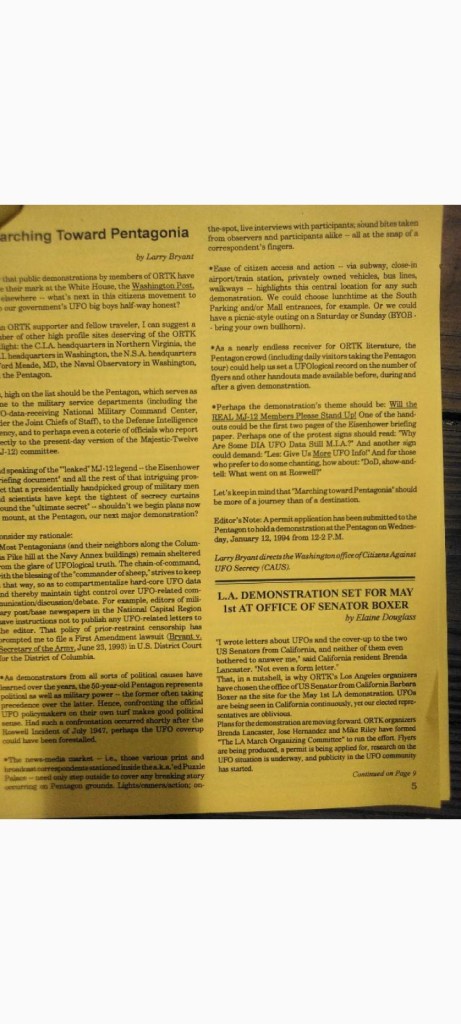 arching Toward Pentagonia
by Larry Bryant
that public demonstrations by members of ORTK have
their mark at the White House, the Washington Post,
elsewhere -- what's next in this citizens movement to
our government's UFO big boys half-way honest?
ORTK supporter and fellow traveler, I can suggest a
ber of other high profile sites deserving of the ORTK
light: the C.I.A. headquarters in Northern Virginia, the
I. headquarters in Washington, the N.S.A. headquarters
Meade, MD, the Naval Observatory in Washington,
the Pentagon.
high on the list should be the Pentagon, which serves as
to the military service departments (including the
O-data-receiving National Military Command Center,
der the Joint Chiefs of Staff), to the Defense Intelligence
ency, and to perhaps even a coterie of officials who report
ectly to the present-day version of the Majestic-Twelve
J-12) committee.
d speaking of the "leaked" MJ-12 legend -- the Eisenhower
riefing document" and all the rest of that intriguing pros-
ct that a presidentially handpicked group of military men
d scientists have kept the tightest of secrecy curtains
ound the "ultimate secret" -- shouldn't we begin plans now
mount, at the Pentagon, our next major demonstration?
onsider my rationale:
Most Pentagonians (and their neighbors along the Colum-
Pike hill at the Navy Annex buildings) remain sheltered
om the glare of UFOlogical truth. The chain-of-command,
with the blessing of the "commander of sheep," strives to keep
that way, so as to compartmentalize hard-core UFO data
nd thereby maintain tight control over UFO-related com-
munication/discussion/debate. For example, editors of mili-
ary post/base newspapers in the National Capital Region
ave instructions not to publish any UFO-related letters to
he editor. That policy of prior-restraint censorship has
rompted me to file a First Amendment lawsuit (Bryant v.
Secretary of the Army, June 23, 1993) in U.S. District Court
or the District of Columbia.
*As demonstrators from all sorts of political causes have
learned over the years, the 50-year-old Pentagon represents
political as well as military power -- the former often taking
precedence over the latter. Hence, confronting the official
UFO policymakers on their own turf makes good political
sense. Had such a confrontation occurred shortly after the
Roswell Incident of July 1947, perhaps the UFO coverup
could have been forestalled.
*The news-media market -- i.e., those various print and
broadcast correspondents stationed inside the a.k.a.'ed Puzzle
Palace -- need only step outside to cover any breaking story
occurring on Pentagon grounds. Lights/camera/action; on-
the-spot, live interviews with participants; sound bites taken
from observers and participants alike -- all at the snap of a
correspondent's fingers.
*Ease of citizen access and action -- via subway, close-in
airport/train station, privately owned vehicles, bus lines,
walkways -- highlights this central location for any such
demonstration. We could choose lunchtime at the South
Parking and/or Mall entrances, for example. Or we could
have a picnic-style outing on a Saturday or Sunday (BYOB -
- bring your own bullhorn).
*As a nearly endless receiver for ORTK literature, the
Pentagon crowd (including daily visitors taking the Pentagon
tour) could help us set a UFOlogical record on the number of
flyers and other handouts made available before, during and
after a given demonstration.
*Perhaps the demonstration's theme should be: Will the
REAL MJ-12 Members Please Stand Up! One of the hand-
outs could be the first two pages of the Eisenhower briefing
paper. Perhaps one of the protest signs should read: "Why
Are Some DIA UFO Data Still M.I.A.?" And another sign
could demand: "Les: Give Us More UFO Info!" And for those
who prefer to do some chanting, how about: "DoD, show-and-
tell: What went on at Roswell?"
Let's keep in mind that "Marching toward Pentagonia" should
be more of a journey than of a destination.
Editor's Note: A permit application has been submitted to the
Pentagon to hold a demonstration at the Pentagon on Wednes-
day, January 12, 1994 from 12-2 P.M.
Larry Bryant directs the Washington office of Citizens Against
UFO Secrecy (CAUS).
L.A. DEMONSTRATION SET FOR MAY
1st AT OFFICE OF SENATOR BOXER
by Elaine Douglass
"I wrote letters about UFOs and the cover-up to the two
US Senators from California, and neither of them even
bothered to answer me," said California resident Brenda
Lancaster. "Not even a form letter."
That, in a nutshell, is why ORTK's Los Angeles organizers
have chosen the office of US Senator from California Barbara
Boxer as the site for the May 1st LA demonstration. UFOs
are being seen in California continuously, yet our elected repre-
sentatives are oblivious.
Plans for the demonstration are moving forward. ORTK organizers
Brenda Lancaster, Jose Hernandez and Mike Riley have formed
"The LA March Organizing Committee" to run the effort. Flyers
are being produced, a permit is being applied for, research on the
UFO situation is underway, and publicity in the UFO community
has started.
Continued on Page 6
5